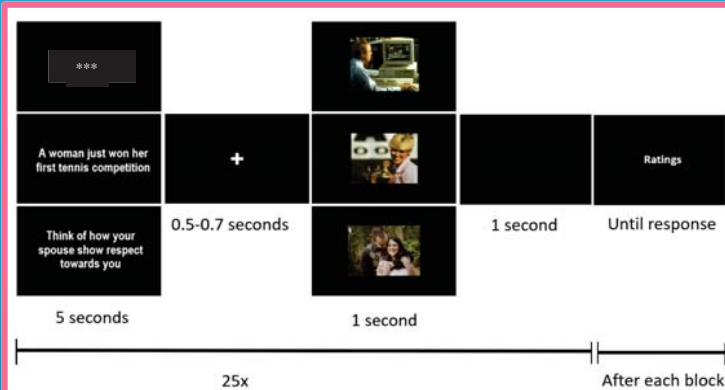 ***
A woman just won her
first tennis competition
+
Ratings
Think of how your
spouse show respect
towards you
0.5-0.7 seconds
1 second
Until response
5 seconds
1 second
25x
After each block